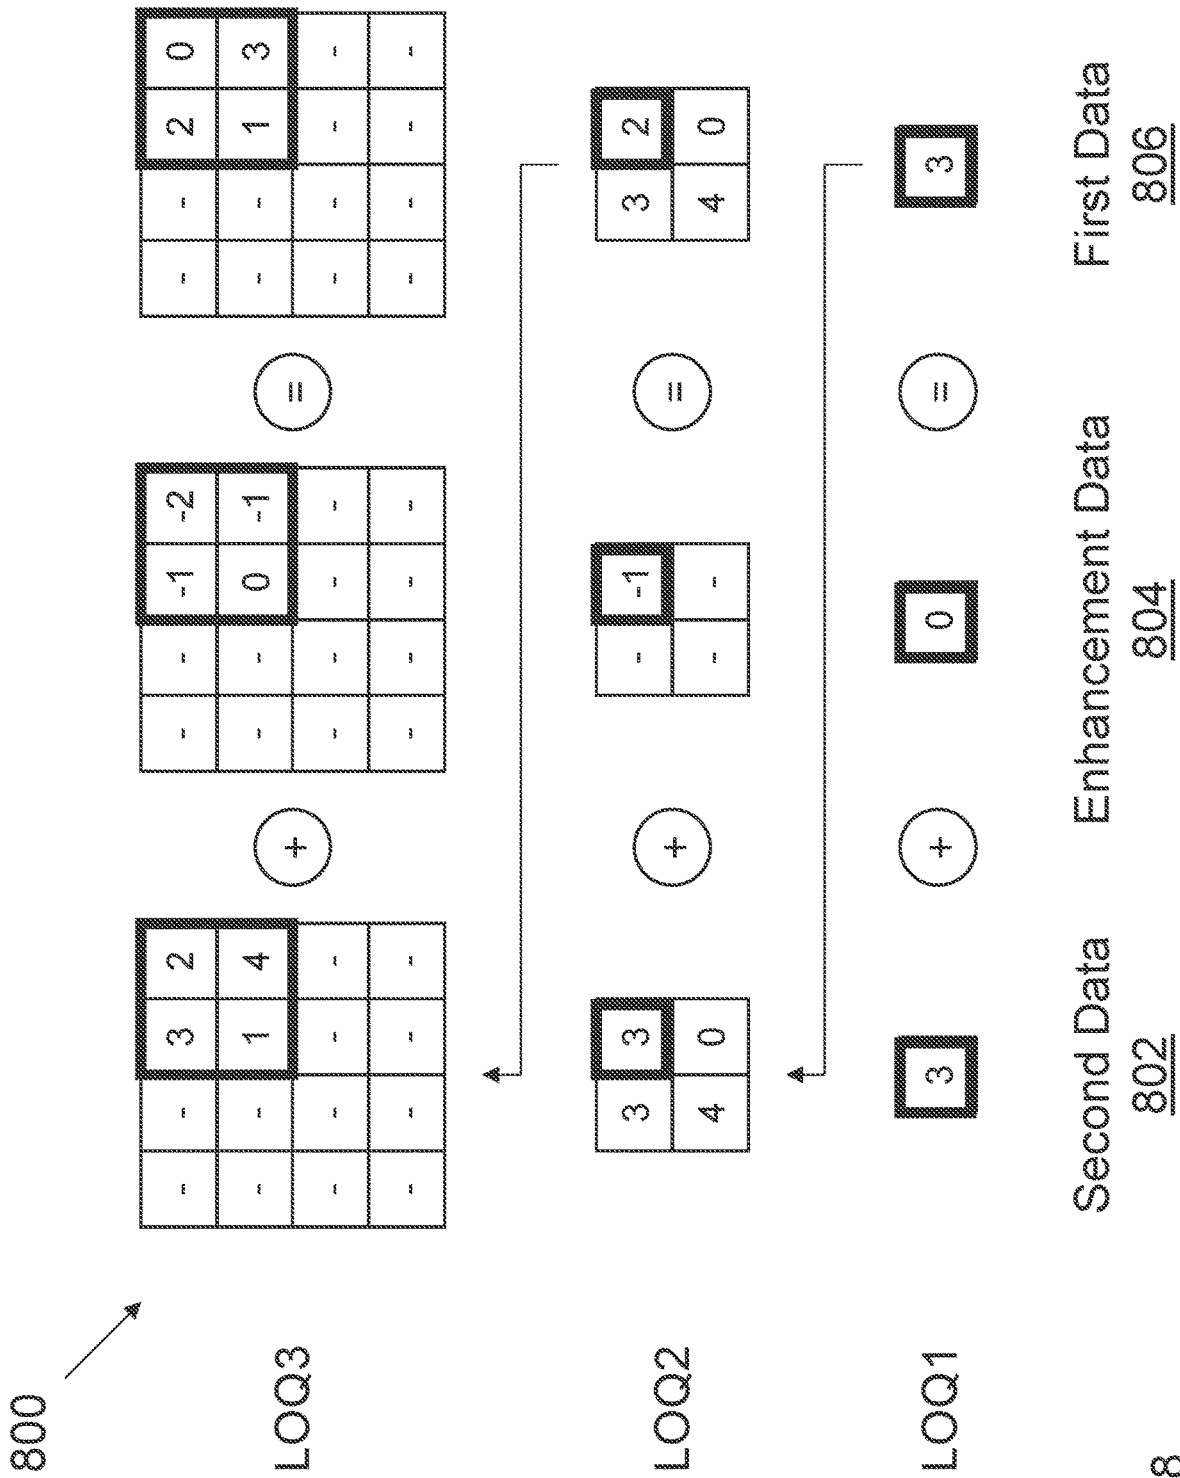 800
- - 3 2 - - -1 -2 - - 2 0
- - 1 4 - - 0 -1 - - 1 3
LOQ3 + =
- - - - - - - - - - - -
- - - - - - - - - - - -
3 3 - -1 3 2
LOQ2 + =
4 0 - - 4 0
LOQ1 3 + 0 = 3
Second Data Enhancement Data First Data
802 804 806
8